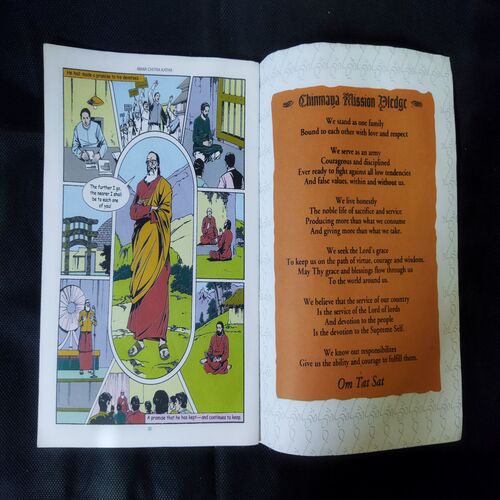 AMAR CHITRA KATHA
He had made a promise to his devotees.
The further I go,
the nearer I shall
be to each one
of you!
A promise that he has kept—and continues to keep.
Chinmaya Mission Pledge
We stand as one family
Bound to each other with love and respect
We serve as an army
Courageous and disciplined
Ever ready to fight against all low tendencies
And false values, within and without us.
We live honestly
The noble life of sacrifice and service
Producing more than what we consume
And giving more than what we take.
We seek the Lord's grace
To keep us on the path of virtue, courage and wisdom.
May Thy grace and blessings flow through us
To the world around us.
We believe that the service of our country
Is the service of the Lord of lords
And devotion to the people
Is the devotion to the Supreme Self.
We know our responsibilites
Give us the ability and courage to fulfill them.
Om Tat Sat